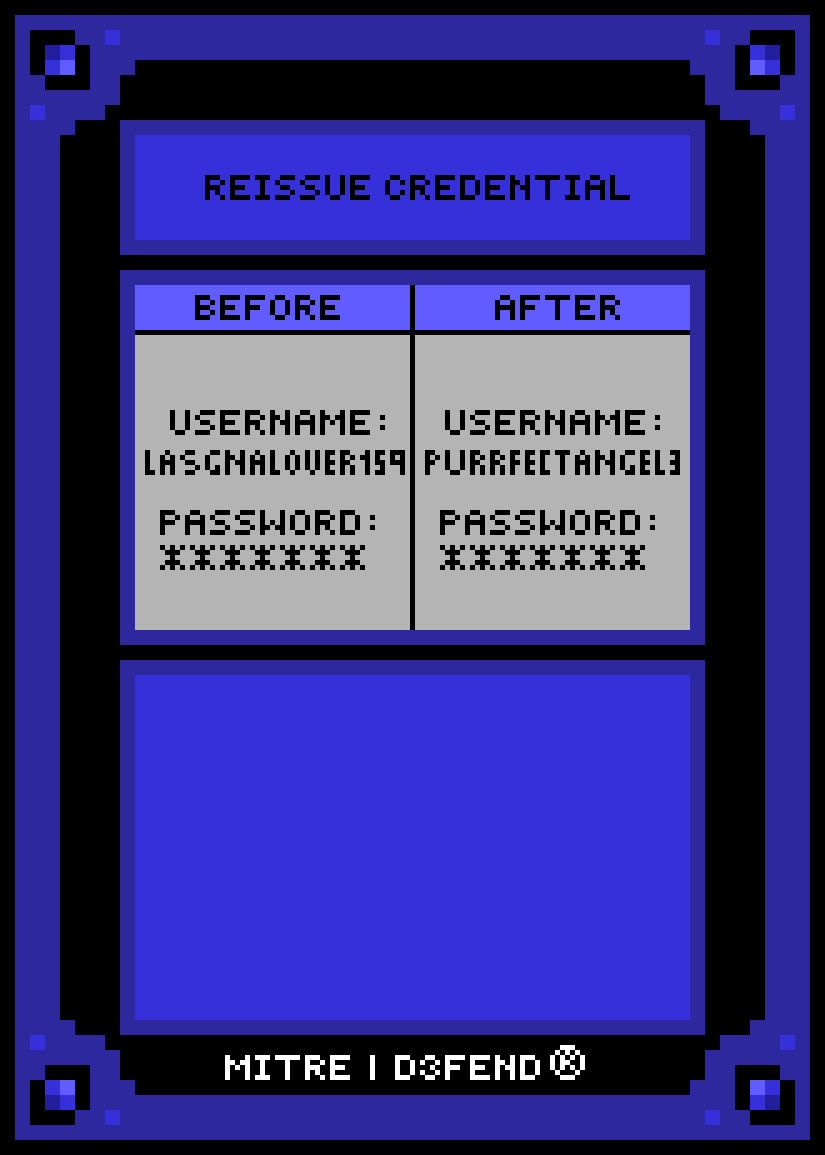 REISSUE CREDENTIAL
BEFORE
AFTER
USERNAME:
LASGNALOVER159
PASSWORD:
*******
USERNAME:
PURRFECTANGEL3
PASSWORD:
*******
MITRE | D3FEND®